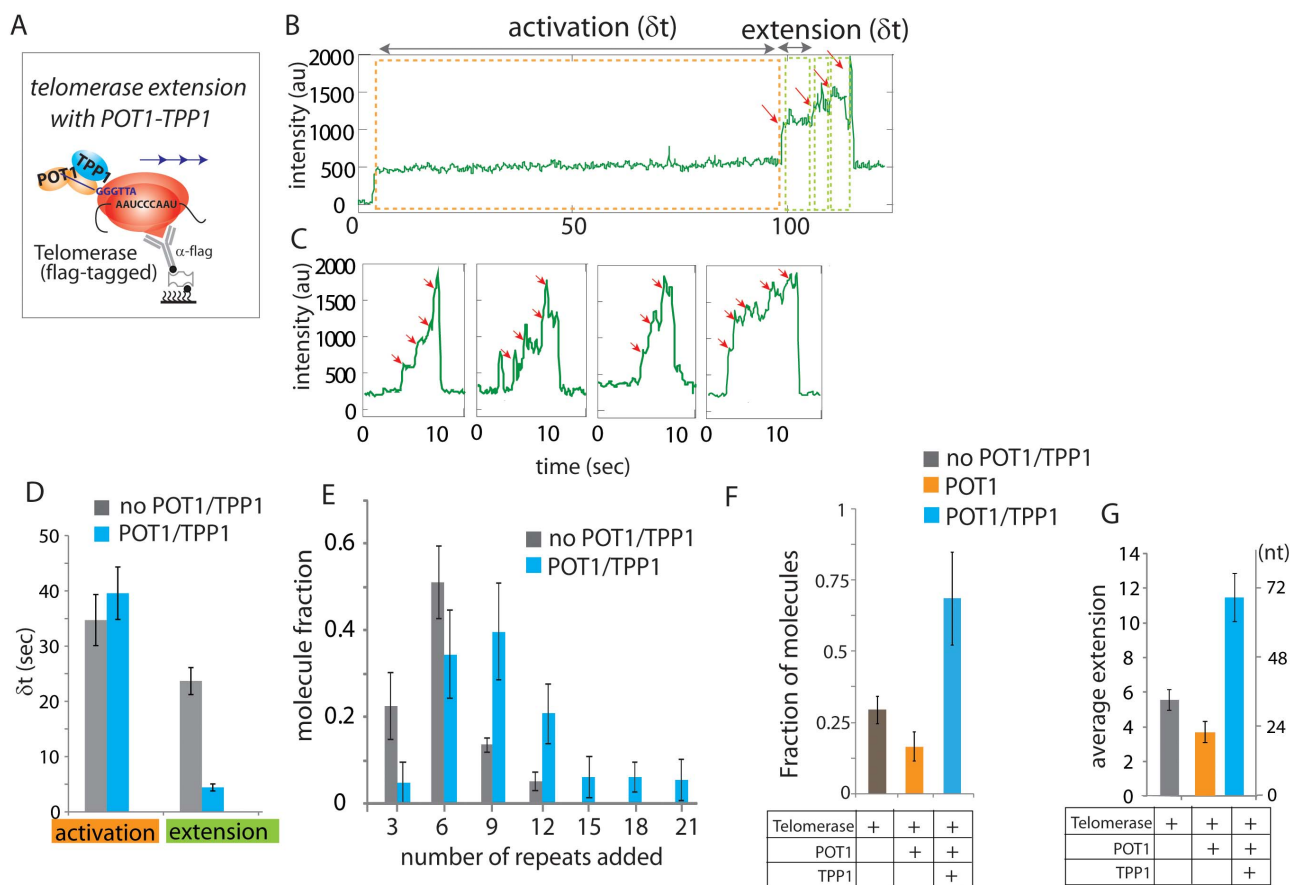 A
telomerase extension
with POT1-TPP1
POT1
TPP1
GGGTTA
AAUCCCAAU
Telomerase
(flag-tagged)
α-flag
B
activation (δt)
extension (δt)
intensity (au)
2000
1500
1000
500
0
0
50
100
C
intensity (au)
2000
1500
1000
500
0
0
10
0
10
0
10
0
10
time (sec)
D
no POT1/TPP1
POT1/TPP1
δt (sec)
50
40
30
20
10
0
activation
extension
E
no POT1/TPP1
POT1/TPP1
molecule fraction
0.6
0.4
0.2
0
3
6
9
12
15
18
21
number of repeats added
no POT1/TPP1
POT1
POT1/TPP1
F
Fraction of molecules
1
0.75
0.5
0.25
0
Telomerase + + +
POT1 + +
TPP1 +
G
average extension
14
12
10
8
6
4
2
0
(nt)
72
48
24
0
Telomerase + + +
POT1 + +
TPP1 +